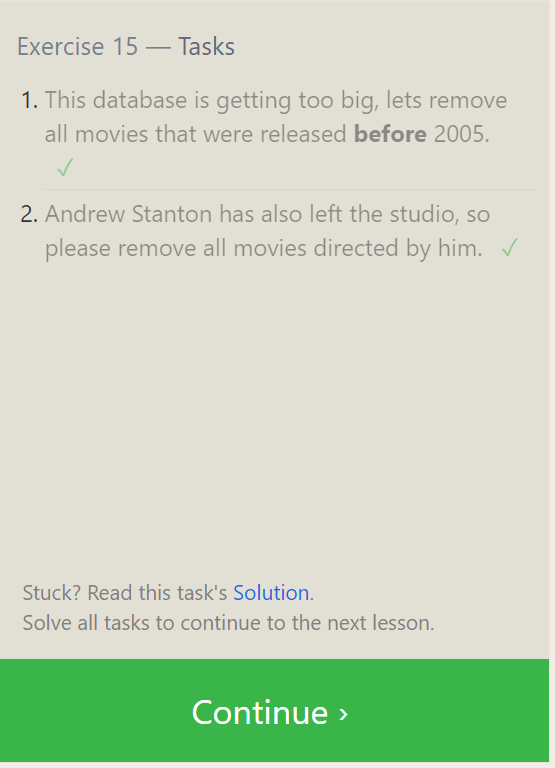 Exercise 15 — Tasks
1. This database is getting too big, lets remove
all movies that were released before 2005.
✓
2. Andrew Stanton has also left the studio, so
please remove all movies directed by him. ✓
Stuck? Read this task's Solution.
Solve all tasks to continue to the next lesson.
Continue ›